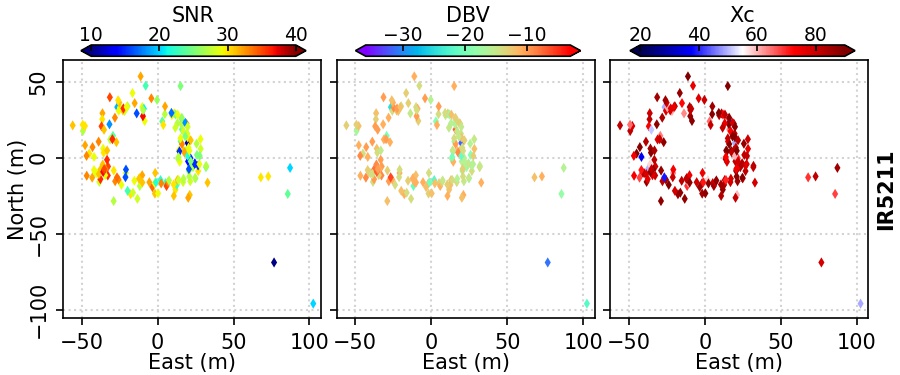 SNR DBV Xc
10 20 30 40 −30 −20 −10 20 40 60 80
50
0
−50
−100
North (m)
IR5211
−50 0 50 100 −50 0 50 100 −50 0 50 100
East (m) East (m) East (m)